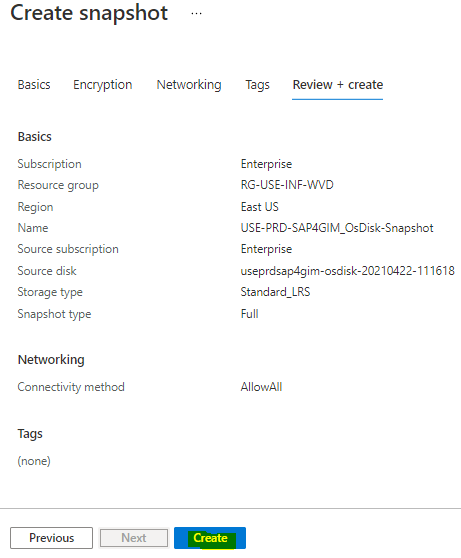 Create snapshot ...
Basics Encryption Networking Tags Review + create
Basics
Subscription Enterprise
Resource group RG-USE-INF-WVD
Region East US
Name USE-PRD-SAP4GIM_OsDisk-Snapshot
Source subscription Enterprise
Source disk useprdsap4gim-osdisk-20210422-111618
Storage type Standard_LRS
Snapshot type Full
Networking
Connectivity method AllowAll
Tags
(none)
Previous Next Create